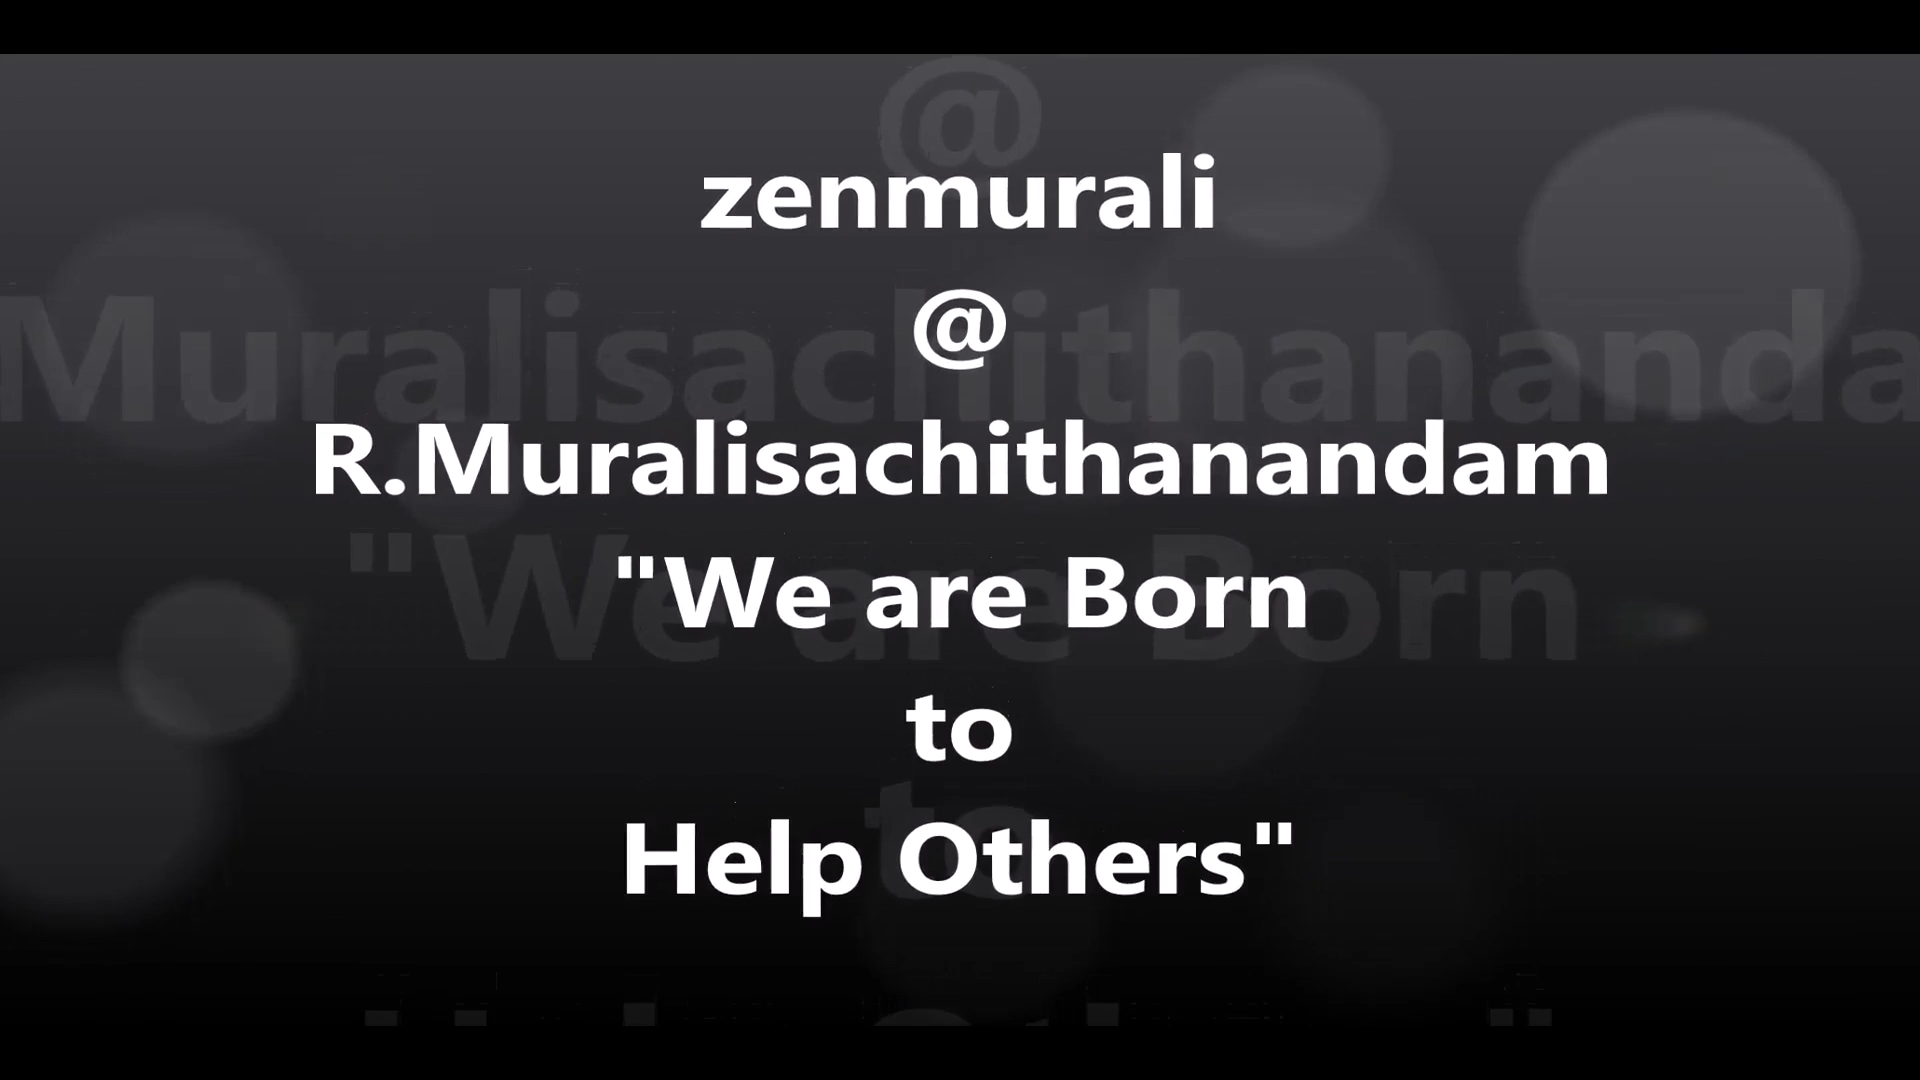 zenmurali
@
R.Muralisachithanandam
"We are Born
to
Help Others"